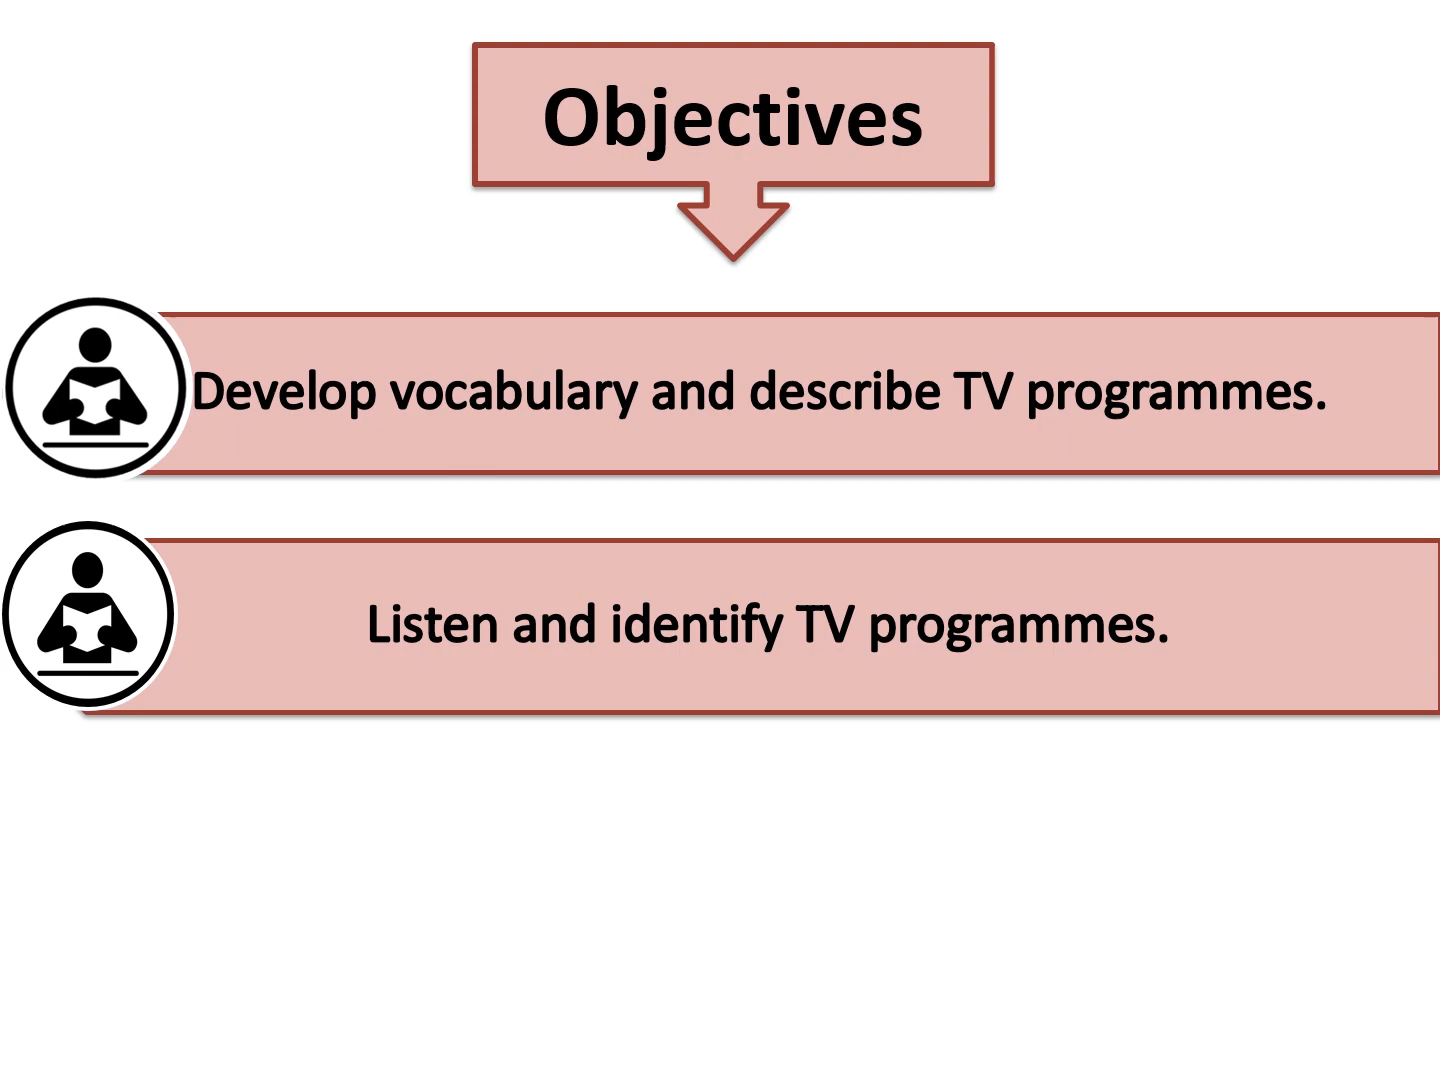 Objectives
Develop vocabulary and describe TV programmes.
Listen and identify TV programmes.